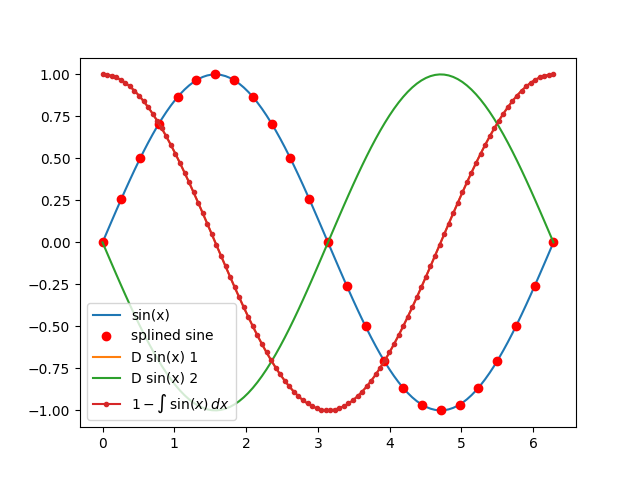 1.00
0.75
0.50
0.25
0.00
−0.25
−0.50
−0.75
−1.00
sin(x)
splined sine
D sin(x) 1
D sin(x) 2
1 − ∫ sin(x) dx
0 1 2 3 4 5 6